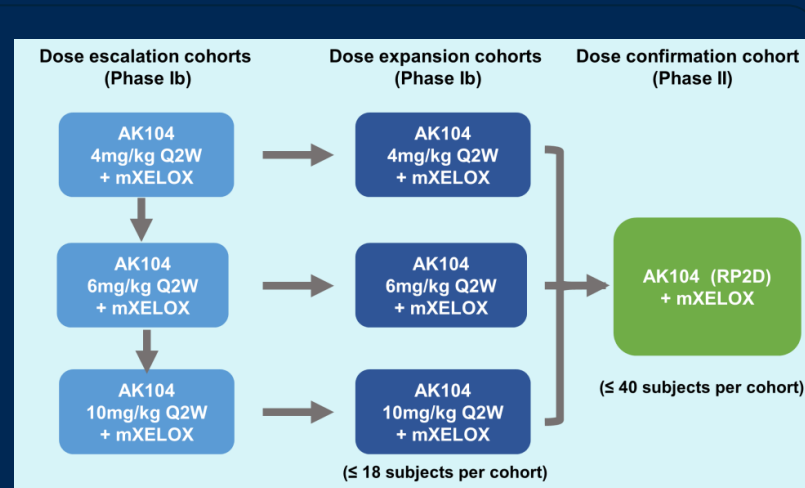 Dose escalation cohorts
(Phase Ib)
Dose expansion cohorts
(Phase Ib)
Dose confirmation cohort
(Phase II)
AK104
4mg/kg Q2W
+ mXELOX
AK104
4mg/kg Q2W
+ mXELOX
AK104
6mg/kg Q2W
+ mXELOX
AK104
6mg/kg Q2W
+ mXELOX
AK104 (RP2D)
+ mXELOX
AK104
10mg/kg Q2W
+ mXELOX
AK104
10mg/kg Q2W
+ mXELOX
(≤ 40 subjects per cohort)
(≤ 18 subjects per cohort)